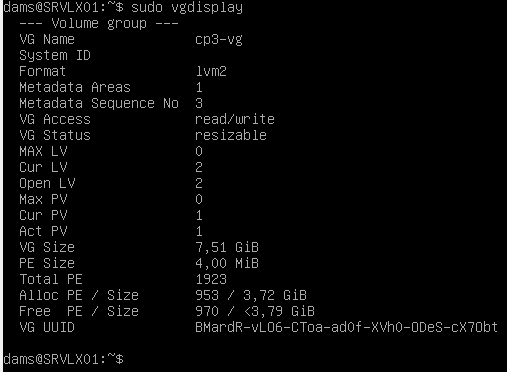 dams@SRVLX01:~$ sudo vgdisplay
--- Volume group ---
VG Name cp3-vg
System ID
Format lvm2
Metadata Areas 1
Metadata Sequence No 3
VG Access read/write
VG Status resizable
MAX LV 0
Cur LV 2
Open LV 2
Max PV 0
Cur PV 1
Act PV 1
VG Size 7,51 GiB
PE Size 4,00 MiB
Total PE 1923
Alloc PE / Size 953 / 3,72 GiB
Free PE / Size 970 / <3,79 GiB
VG UUID BMardR-vLO6-CToa-ad0f-XVh0-ODeS-cX7Obt
dams@SRVLX01:~$